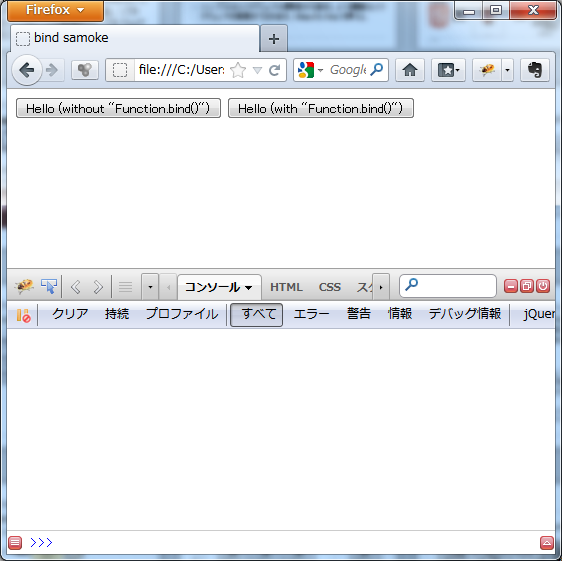 Firefox
bind samoke
file:///C:/User
Google
Hello (without "Function.bind()")
Hello (with "Function.bind()")
コンソール
HTML
CSS
スク
クリア
持続
プロファイル
すべて
エラー
警告
情報
デバッグ情報
jQuer
>>>